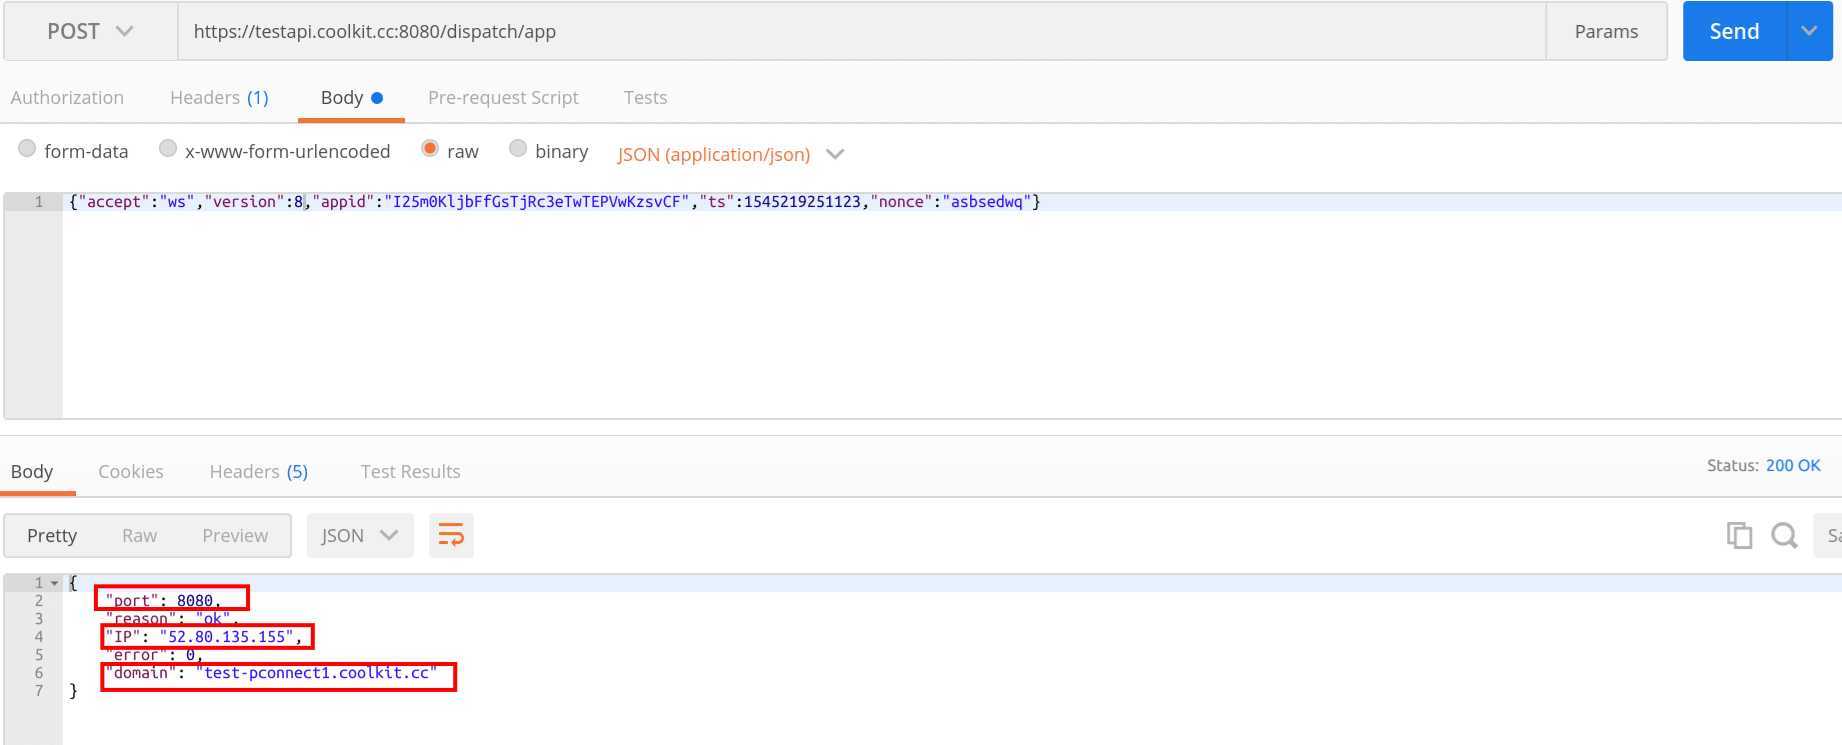 POST https://testapi.coolkit.cc:8080/dispatch/app Params Send
Authorization Headers (1) Body Pre-request Script Tests
form-data x-www-form-urlencoded raw binary JSON (application/json)
1 {"accept":"ws","version":8,"appid":"I25m0KljbFfGsTjRc3eTwTEPVwKzsvCF","ts":1545219251123,"nonce":"asbsedwq"}
Body Cookies Headers (5) Test Results Status: 200 OK
Pretty Raw Preview JSON Sa
1 {
2 "port": 8080,
3 "reason": "ok",
4 "IP": "52.80.135.155",
5 "error": 0,
6 "domain": "test-pconnect1.coolkit.cc"
7 }